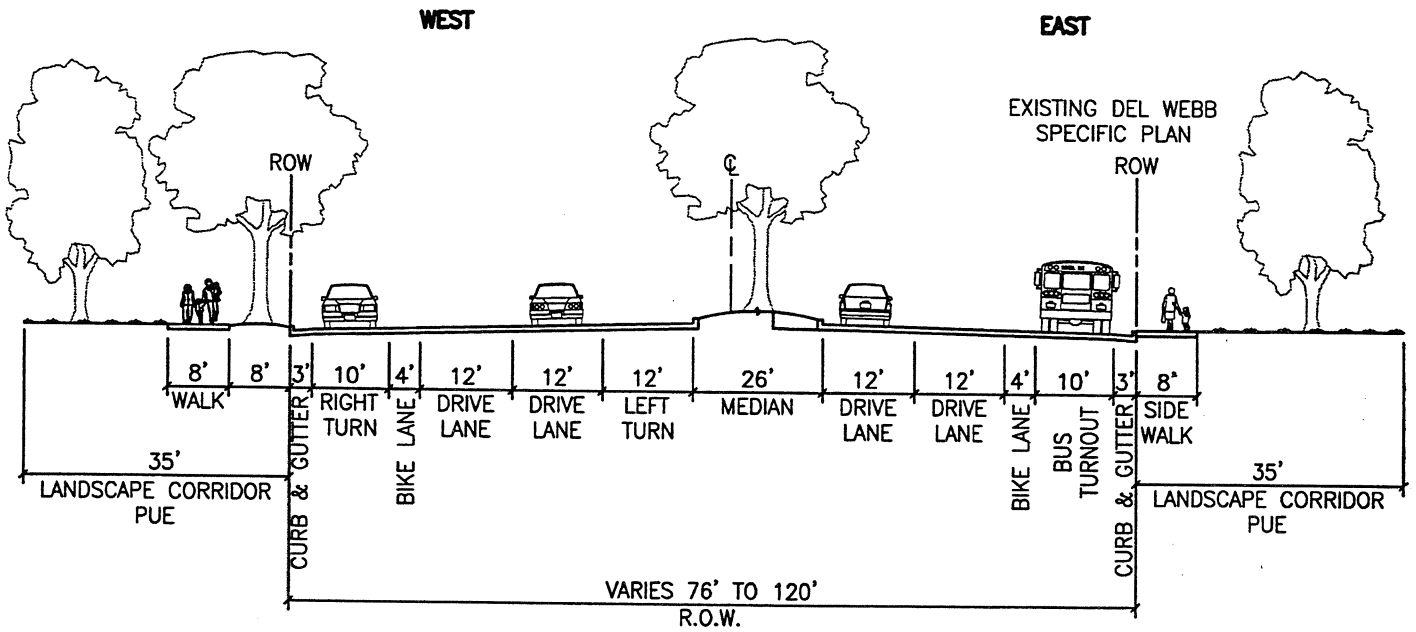 WEST
EAST
EXISTING DEL WEBB
SPECIFIC PLAN
ROW
ROW
℄
8'
8'
3'
10'
4'
12'
12'
12'
26'
12'
12'
4'
10'
3'
8'
WALK
CURB & GUTTER
RIGHT
TURN
BIKE LANE
DRIVE
LANE
DRIVE
LANE
LEFT
TURN
MEDIAN
DRIVE
LANE
DRIVE
LANE
BIKE LANE
BUS
TURNOUT
CURB & GUTTER
SIDE
WALK
35'
LANDSCAPE CORRIDOR
PUE
35'
LANDSCAPE CORRIDOR
PUE
VARIES 76' TO 120'
R.O.W.